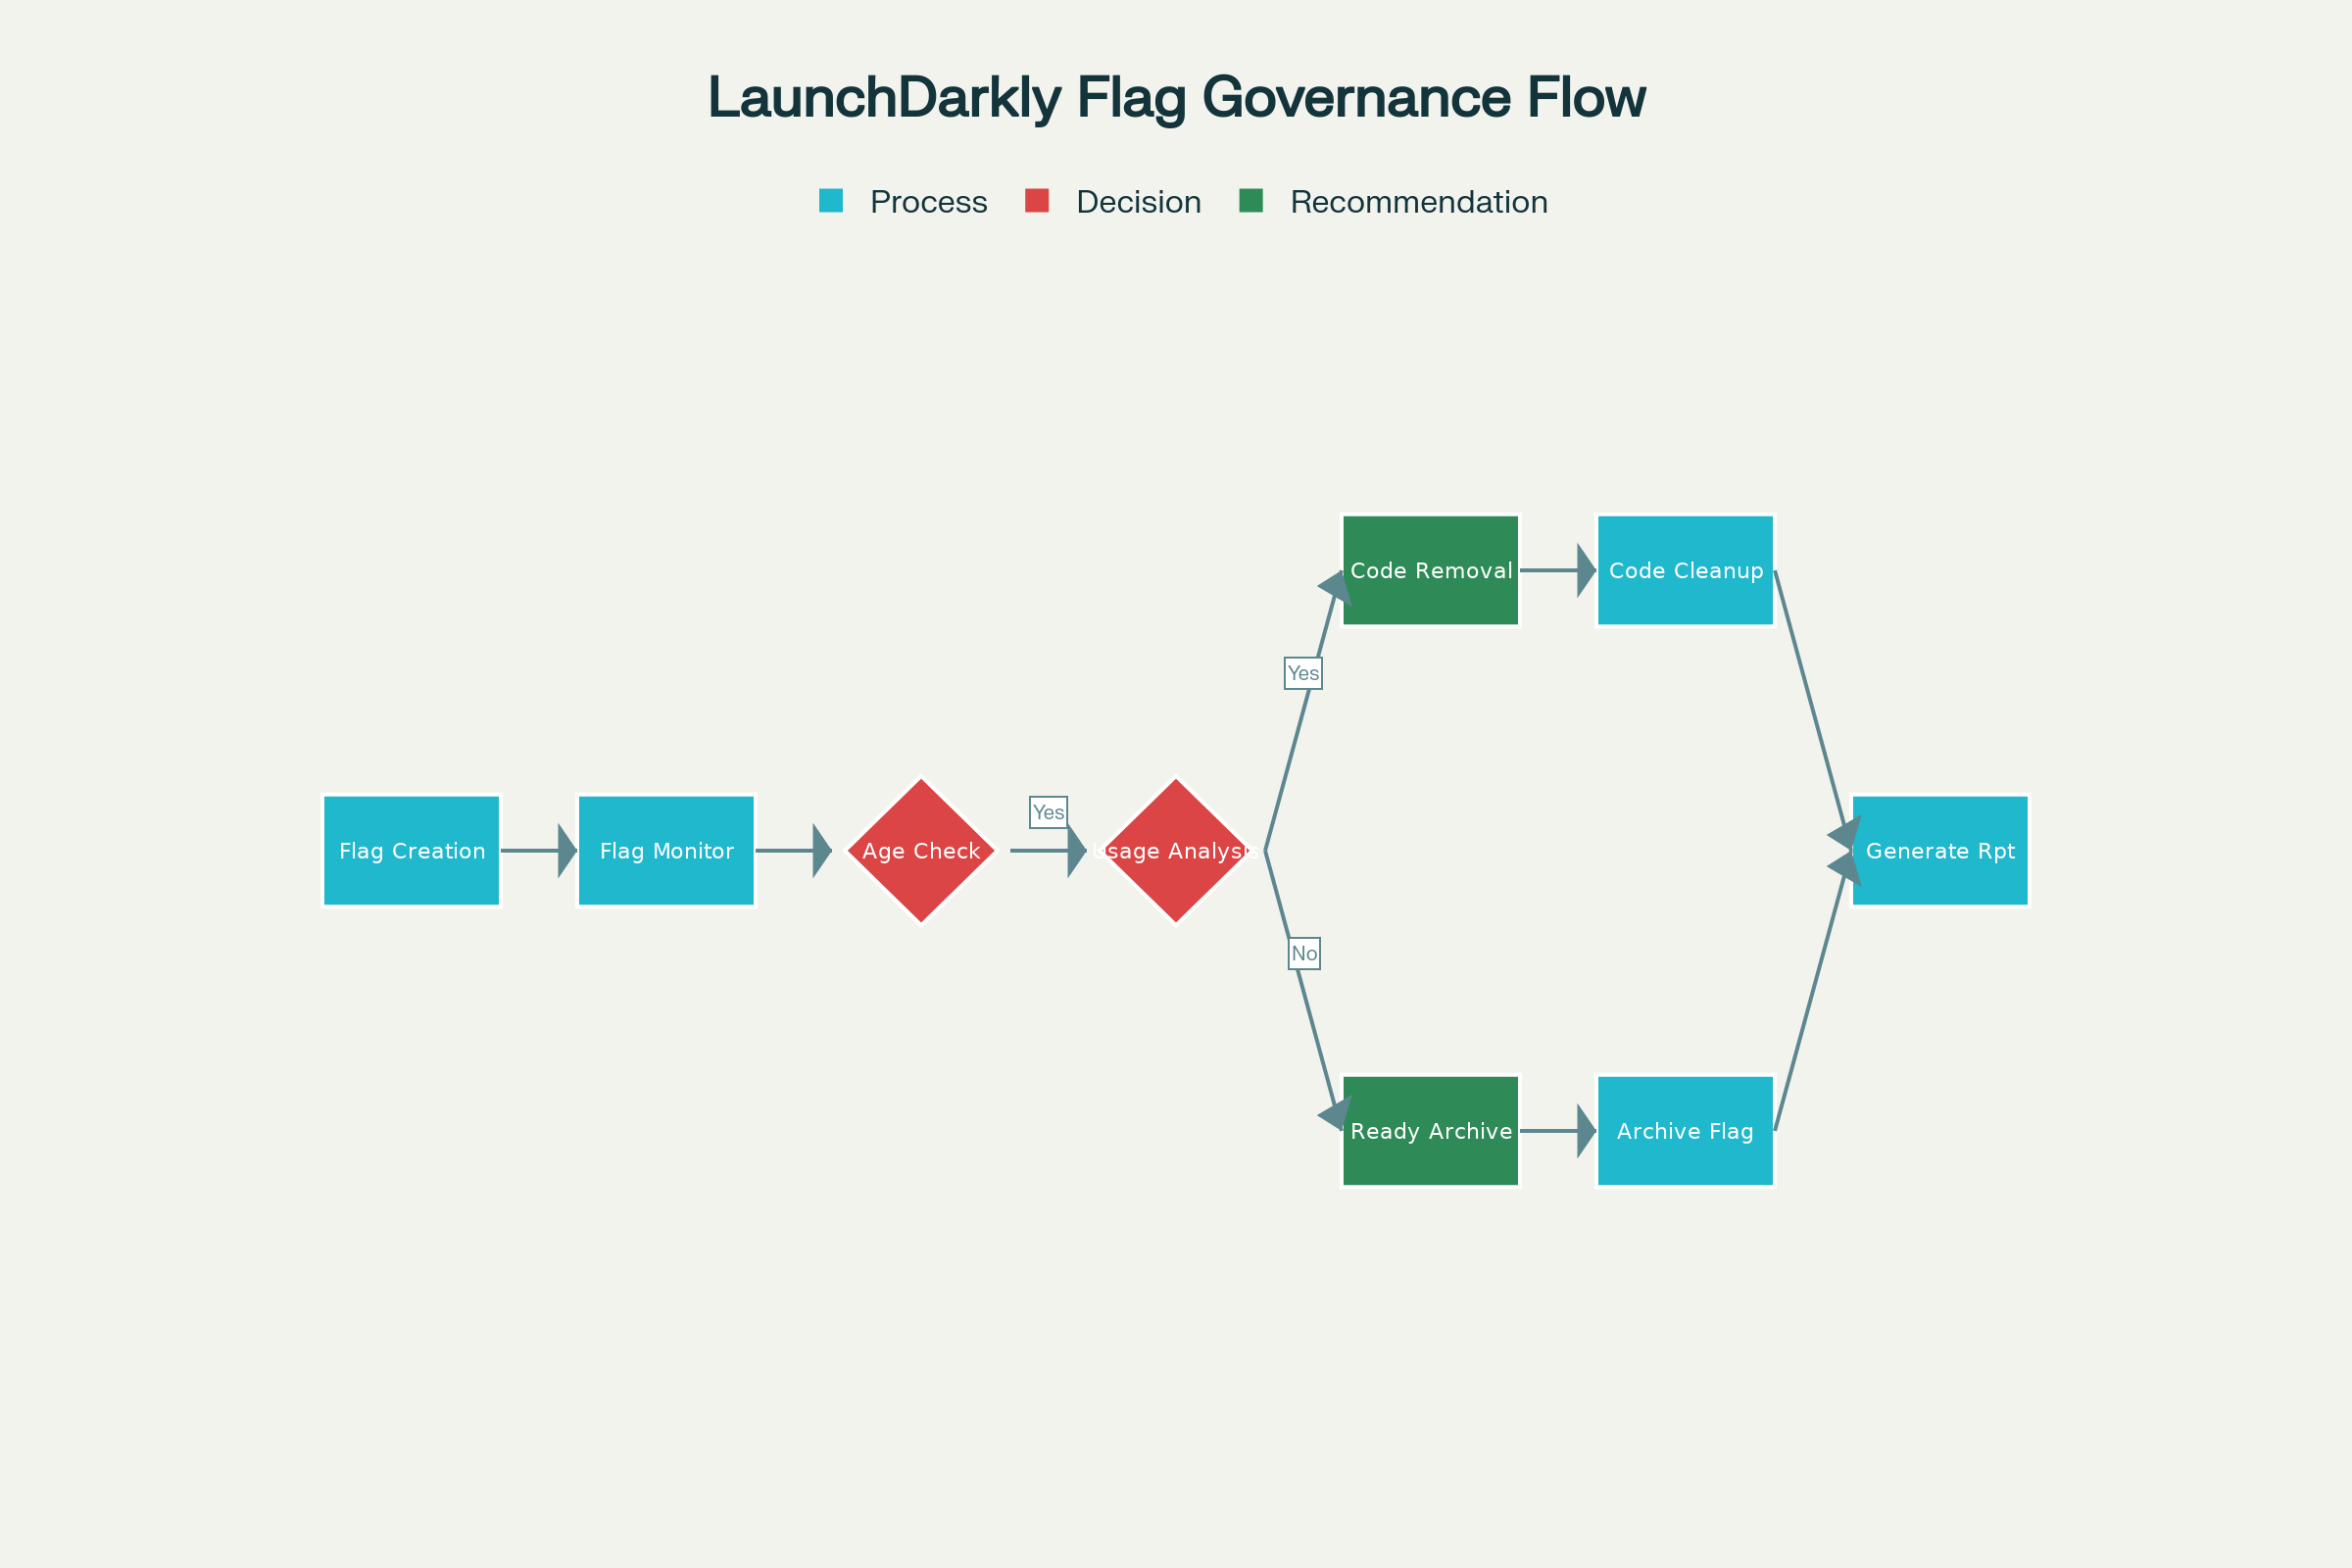 LaunchDarkly Flag Governance Flow
Process
Decision
Recommendation
Flag Creation
Flag Monitor
Age Check
Yes
Usage Analysis
Yes
Code Removal
Code Cleanup
No
Ready Archive
Archive Flag
Generate Rpt